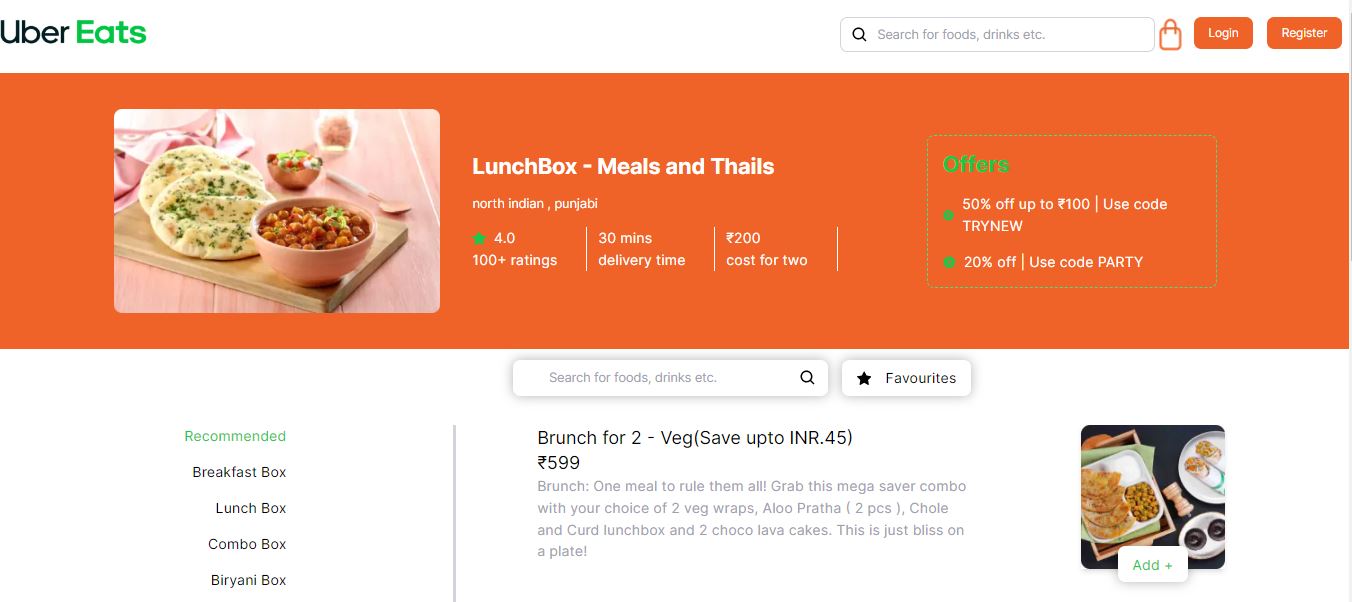 Uber Eats
Search for foods, drinks etc.
Login
Register
LunchBox - Meals and Thails
north indian , punjabi
4.0
100+ ratings
30 mins
delivery time
₹200
cost for two
Offers
50% off up to ₹100 | Use code
TRYNEW
20% off | Use code PARTY
Search for foods, drinks etc.
Favourites
Recommended
Breakfast Box
Lunch Box
Combo Box
Biryani Box
Brunch for 2 - Veg(Save upto INR.45)
₹599
Brunch: One meal to rule them all! Grab this mega saver combo
with your choice of 2 veg wraps, Aloo Pratha ( 2 pcs ), Chole
and Curd lunchbox and 2 choco lava cakes. This is just bliss on
a plate!
Add +